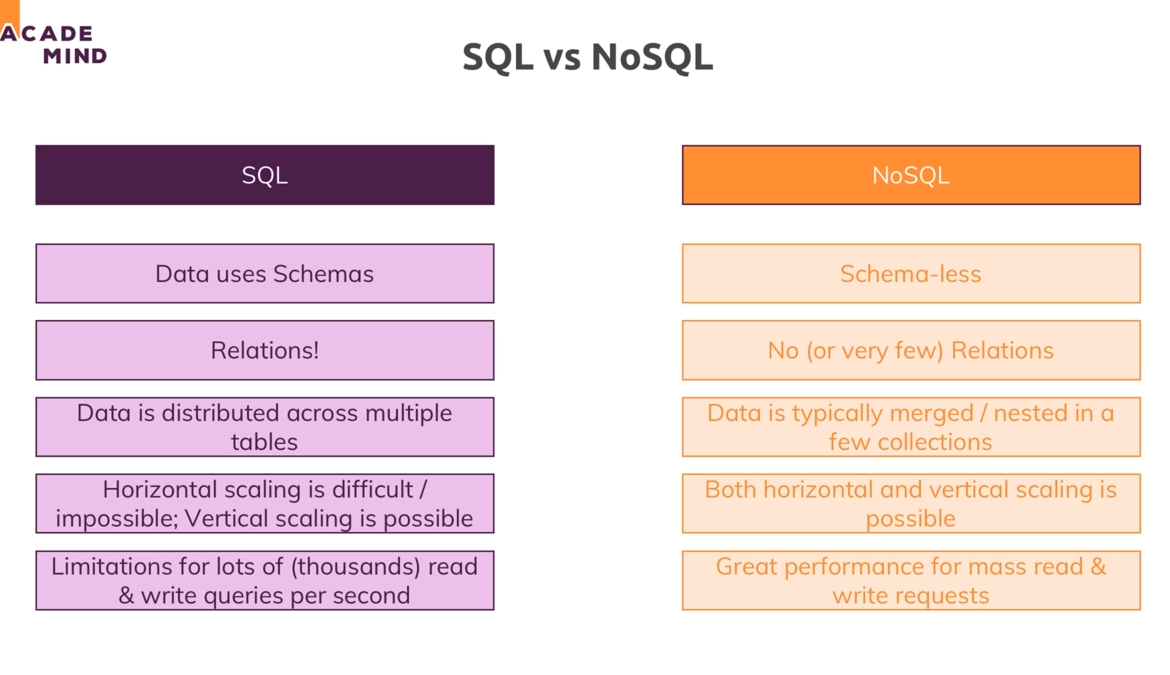 ACADE
MIND
SQL vs NoSQL
SQL
NoSQL
Data uses Schemas
Schema-less
Relations!
No (or very few) Relations
Data is distributed across multiple
tables
Data is typically merged / nested in a
few collections
Horizontal scaling is difficult /
impossible; Vertical scaling is possible
Both horizontal and vertical scaling is
possible
Limitations for lots of (thousands) read
& write queries per second
Great performance for mass read &
write requests